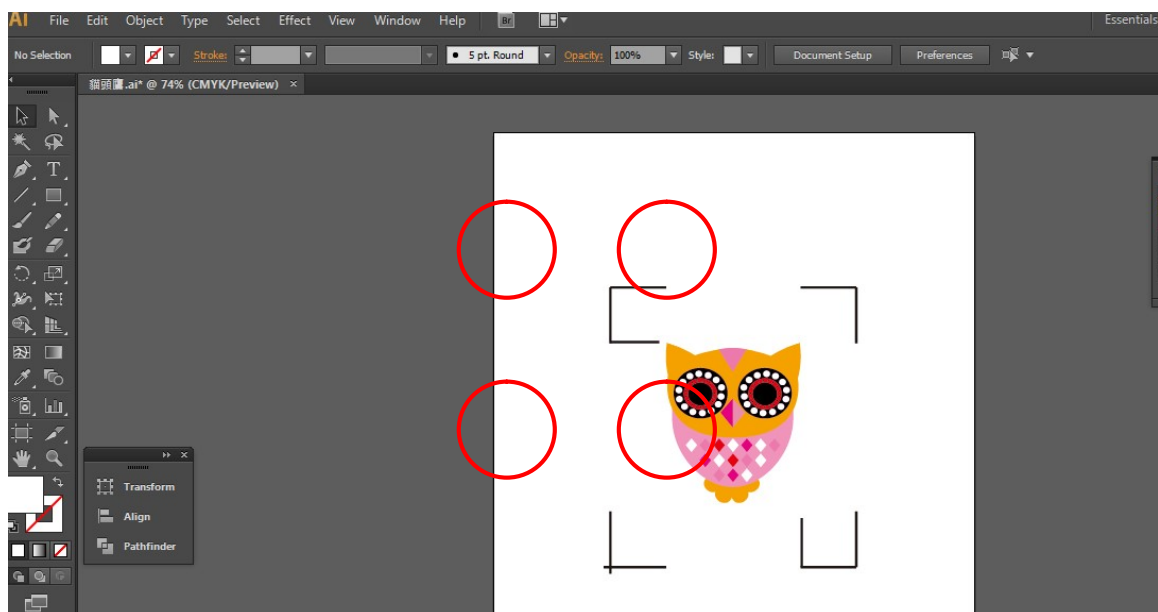 Ai File Edit Object Type Select Effect View Window Help Br Essentials
No Selection Stroke: 5 pt. Round Opacity: 100% Style: Document Setup Preferences
貓頭鷹.ai* @ 74% (CMYK/Preview) ×
T
Transform
Align
Pathfinder